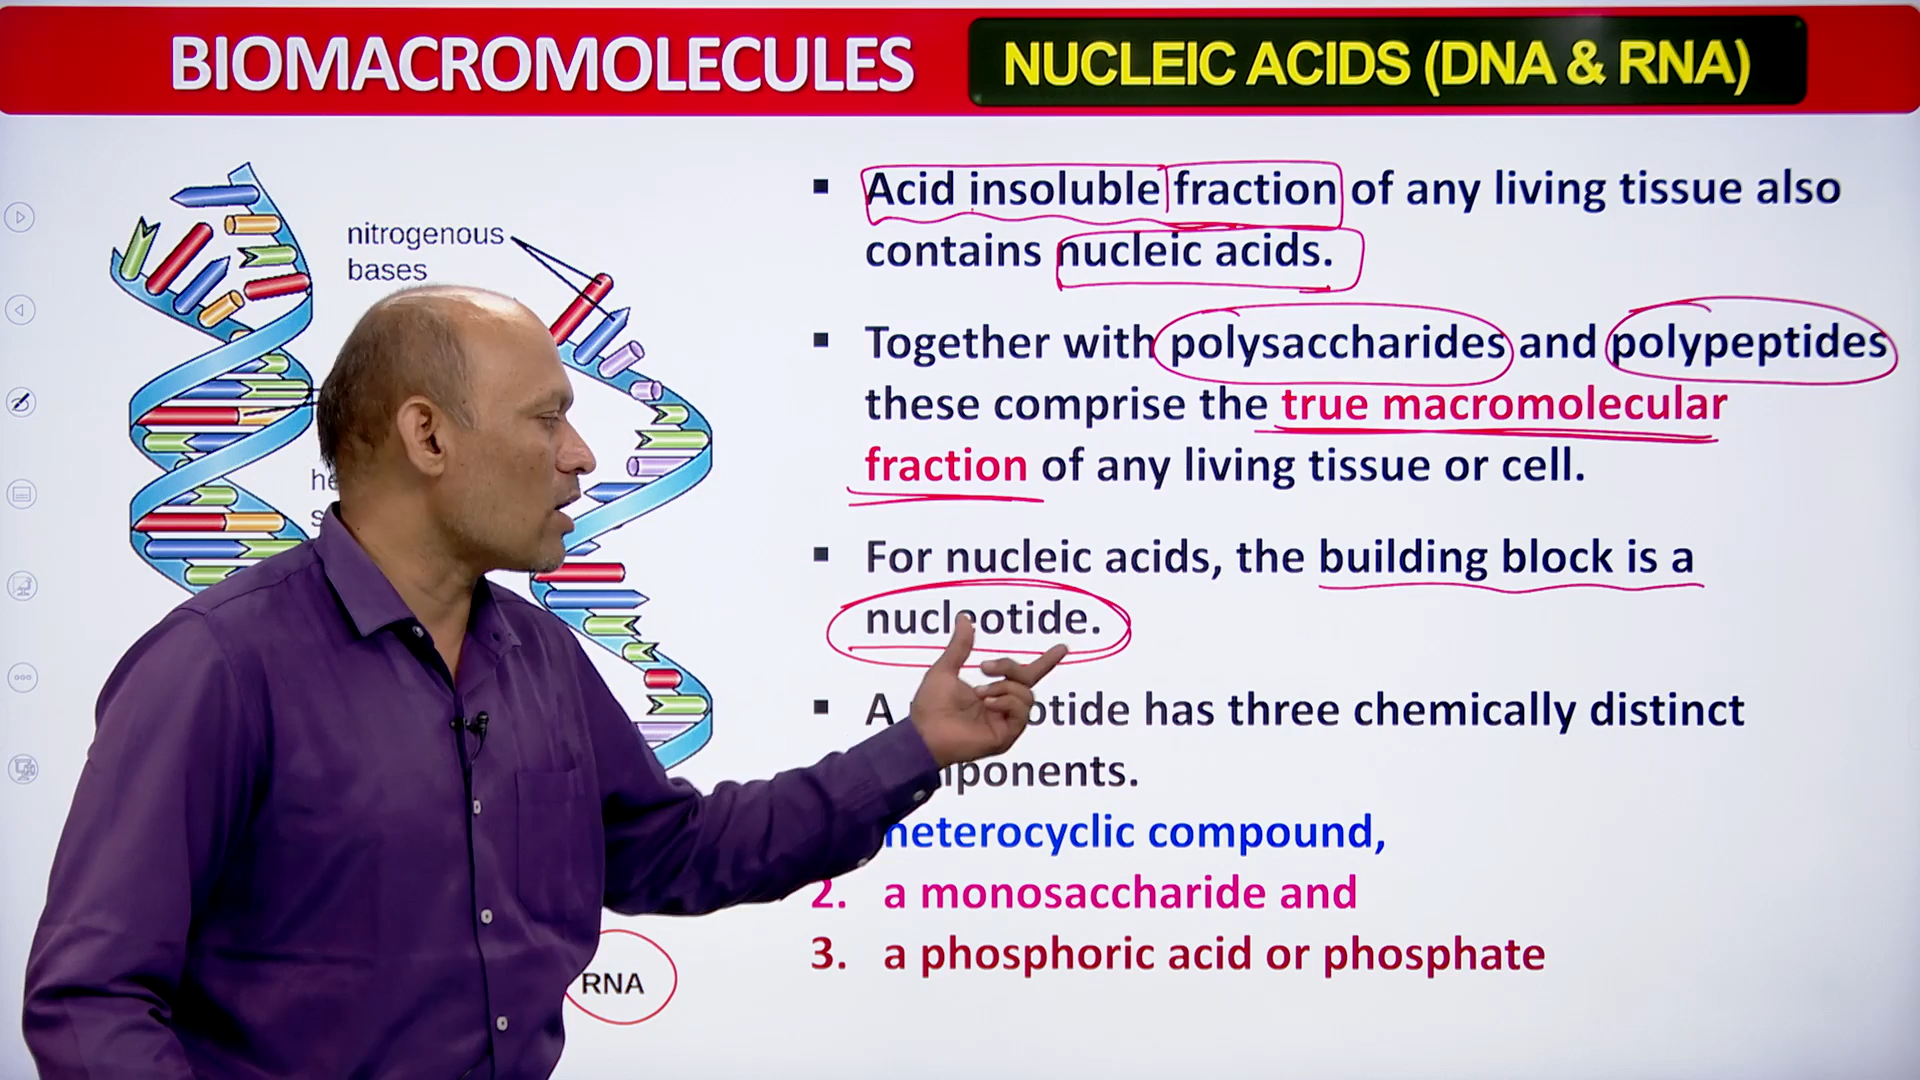 BIOMACROMOLECULES
NUCLEIC ACIDS (DNA & RNA)
nitrogenous
bases
RNA
▪ Acid insoluble fraction of any living tissue also
contains nucleic acids.
▪ Together with polysaccharides and polypeptides
these comprise the true macromolecular
fraction of any living tissue or cell.
▪ For nucleic acids, the building block is a
nucleotide.
▪ A has three chemically distinct
heterocyclic compound,
2. a monosaccharide and
3. a phosphoric acid or phosphate